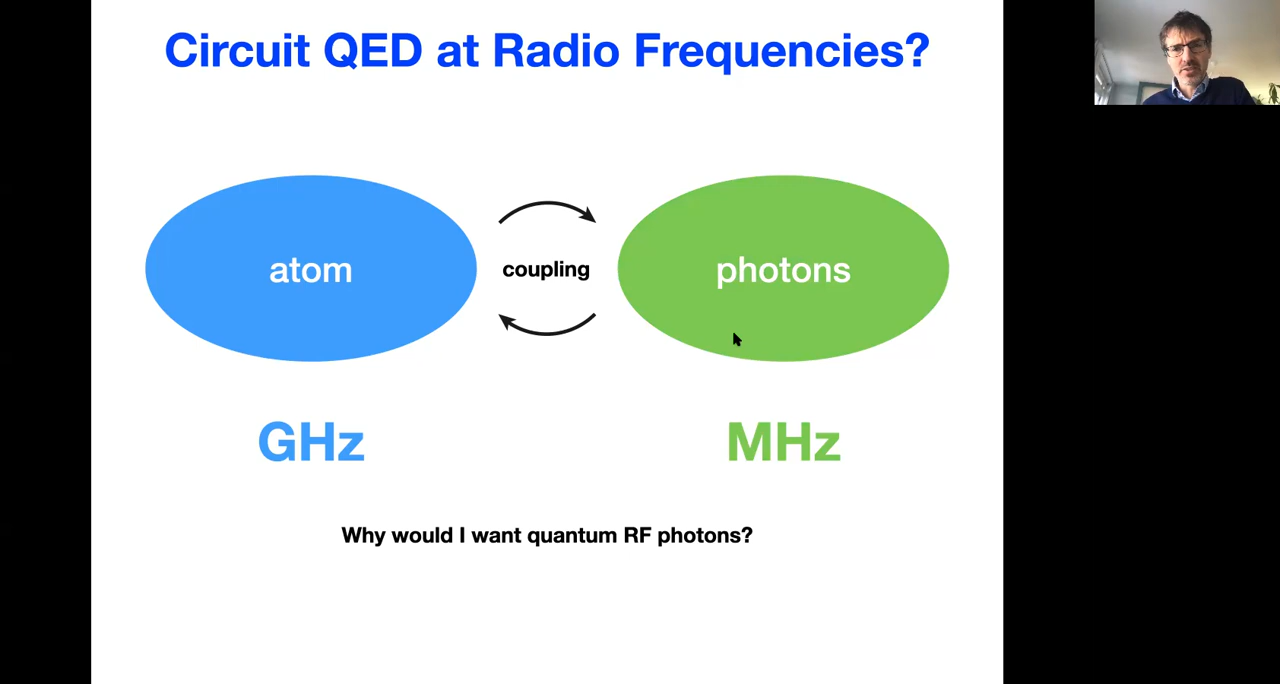 Circuit QED at Radio Frequencies?
atom
coupling
photons
GHz
MHz
Why would I want quantum RF photons?